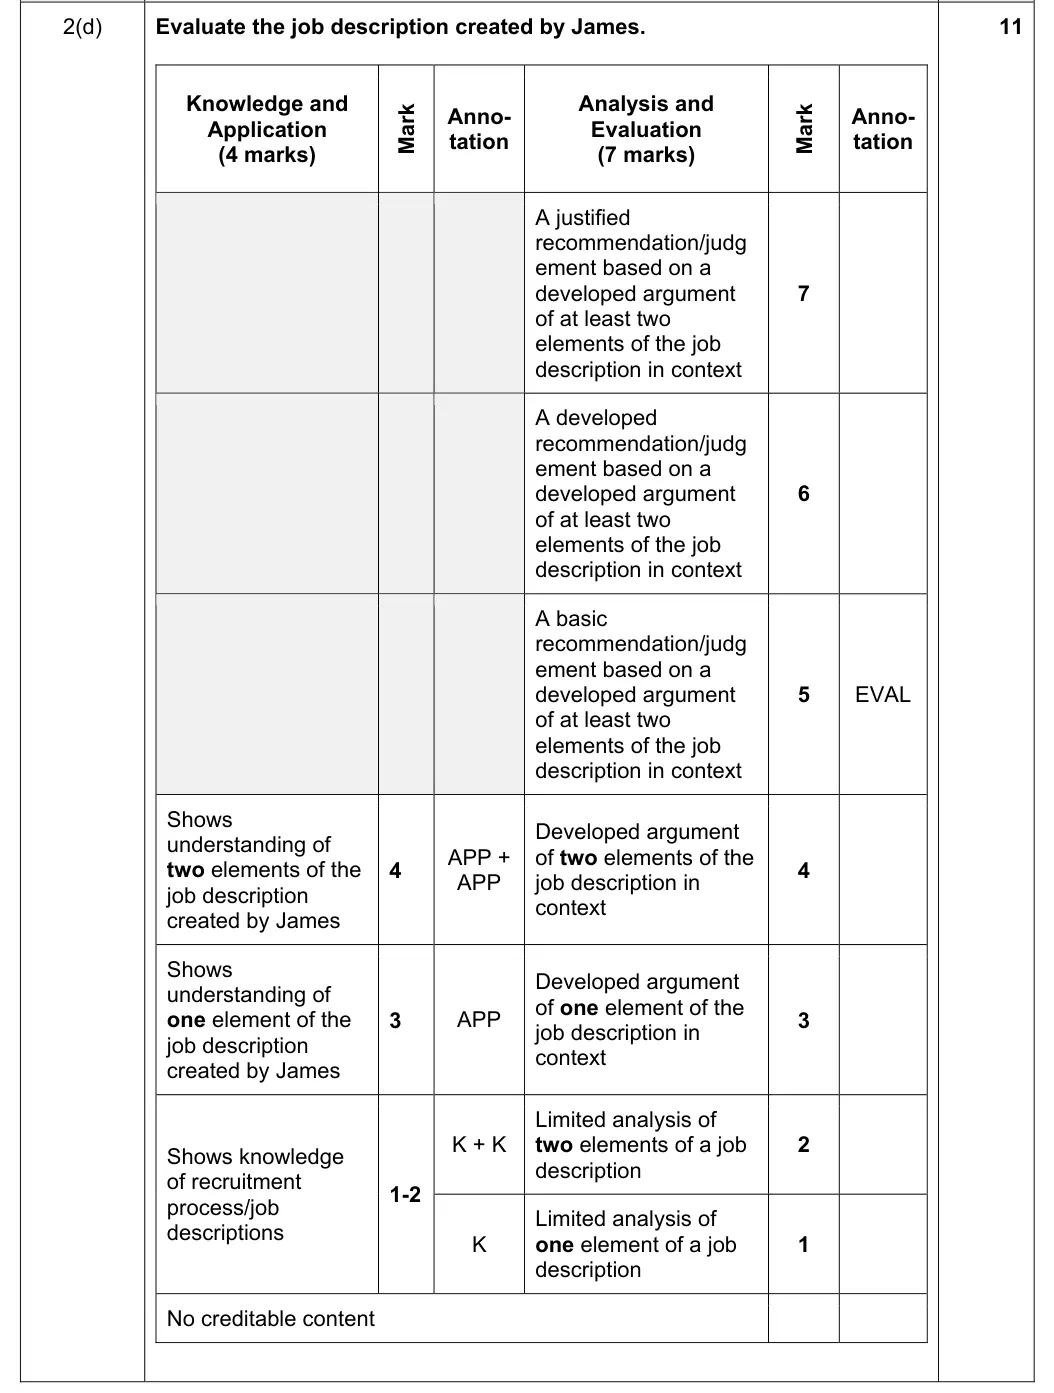 2(d)
Evaluate the job description created by James.
11
Knowledge and
Application
(4 marks)
Mark
Anno-
tation
Analysis and
Evaluation
(7 marks)
Mark
Anno-
tation
A justified
recommendation/judg
ement based on a
developed argument
of at least two
elements of the job
description in context
7
A developed
recommendation/judg
ement based on a
developed argument
of at least two
elements of the job
description in context
6
A basic
recommendation/judg
ement based on a
developed argument
of at least two
elements of the job
description in context
5
EVAL
Shows
understanding of
two elements of the
job description
created by James
4
APP +
APP
Developed argument
of two elements of the
job description in
context
4
Shows
understanding of
one element of the
job description
created by James
3
APP
Developed argument
of one element of the
job description in
context
3
Shows knowledge
of recruitment
process/job
descriptions
1-2
K + K
Limited analysis of
two elements of a job
description
2
K
Limited analysis of
one element of a job
description
1
No creditable content